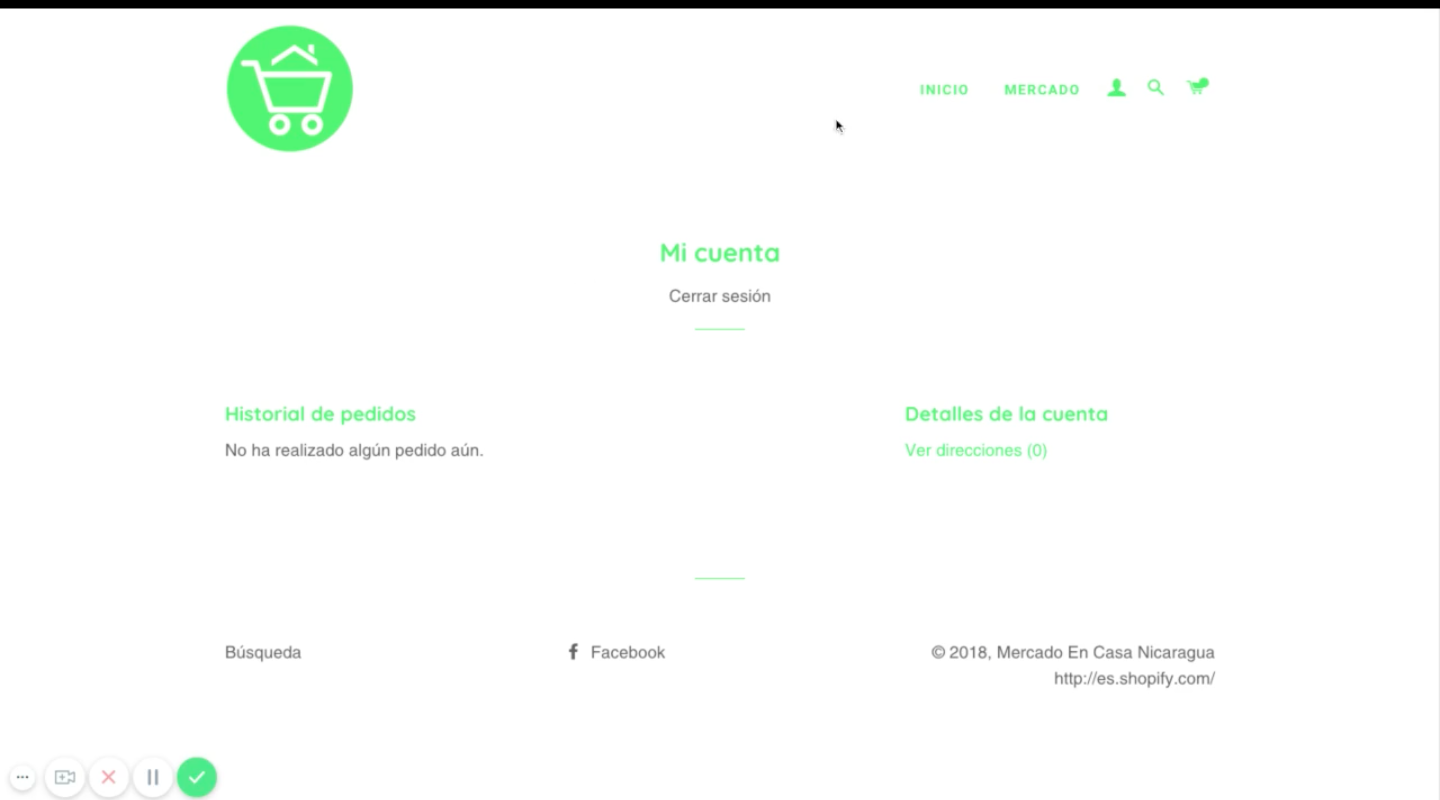 INICIO MERCADO
Mi cuenta
Cerrar sesión
Historial de pedidos
Detalles de la cuenta
No ha realizado algún pedido aún.
Ver direcciones (0)
Búsqueda
Facebook
© 2018, Mercado En Casa Nicaragua
http://es.shopify.com/